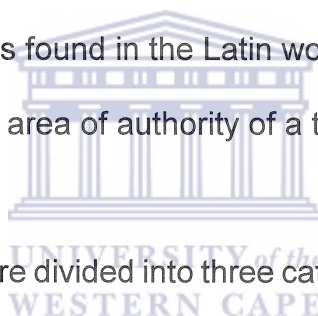 s found in the Latin wo
area of authority of a t
UNIVERSITY of the
re divided into three cat
WESTERN CAPE